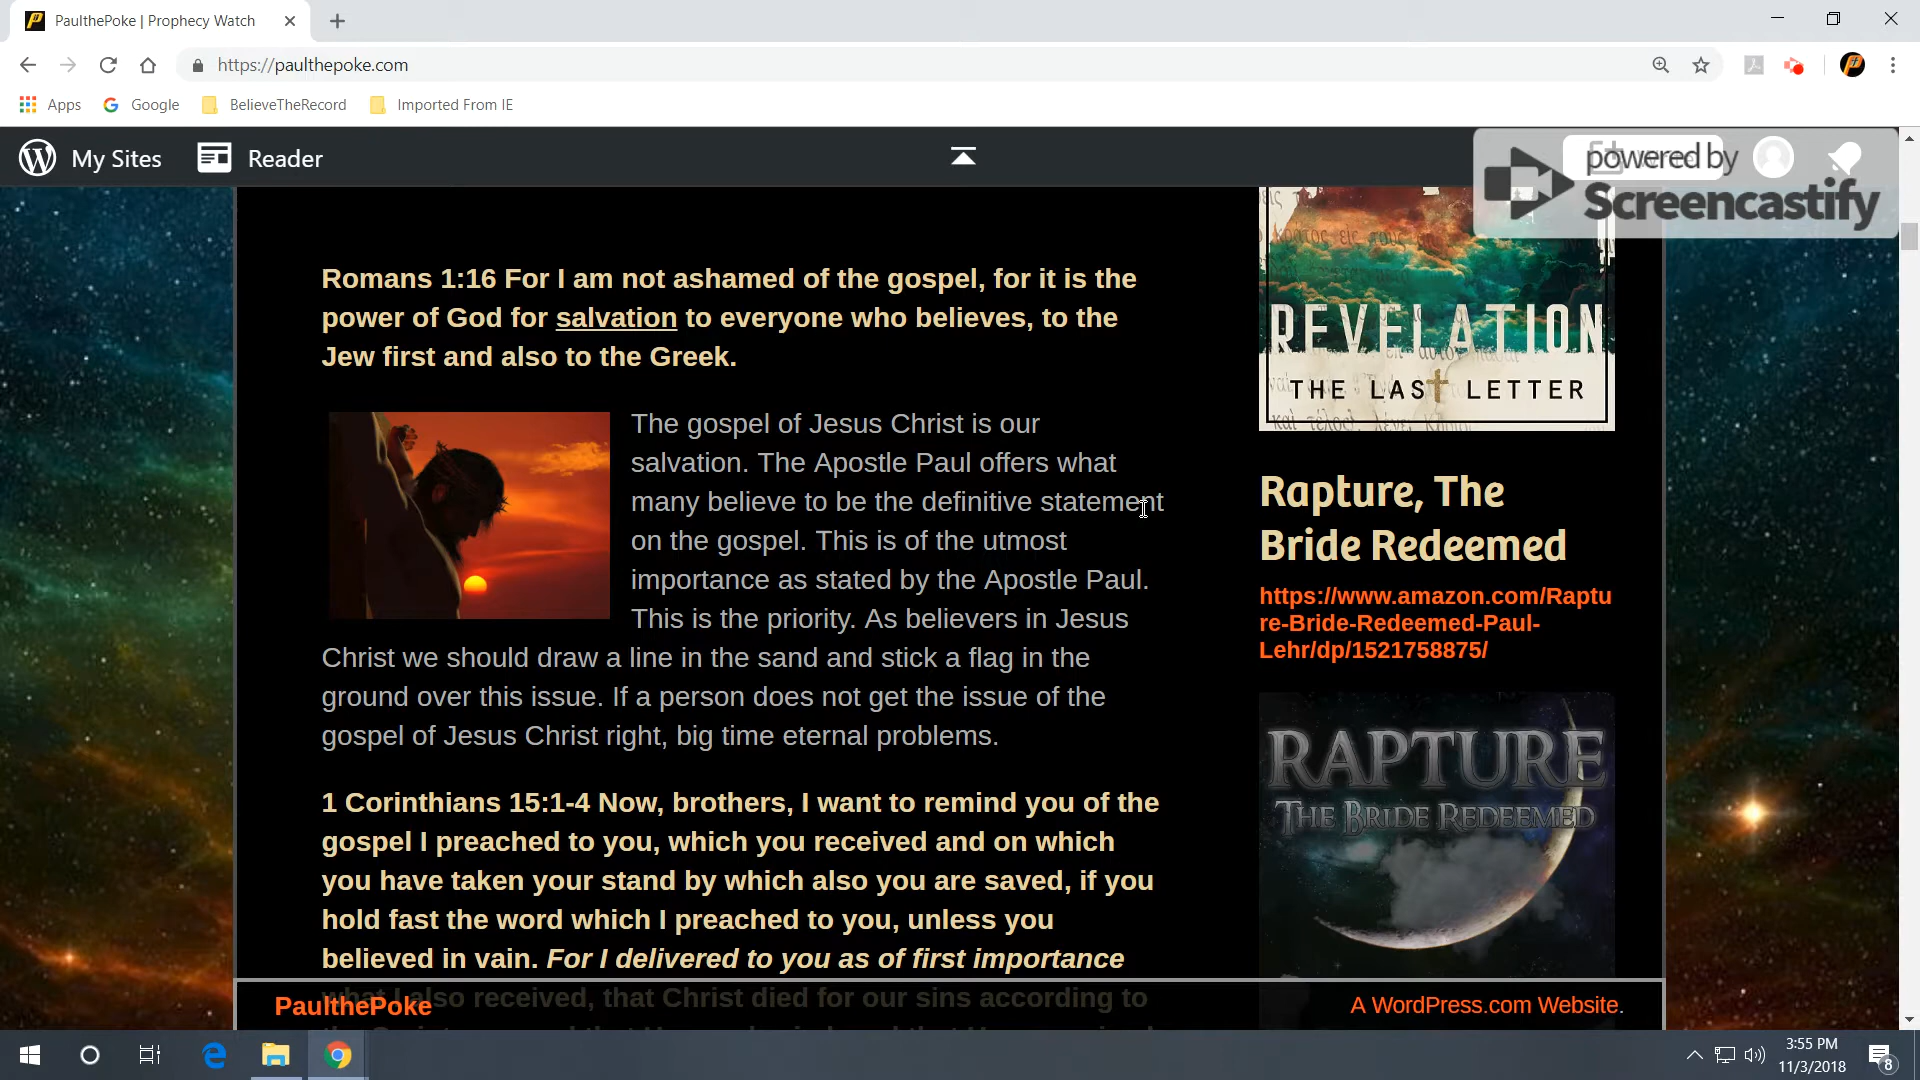 PaulthePoke | Prophecy Watch
https://paulthepoke.com
Apps
Google
BelieveTheRecord
Imported From IE
My Sites
Reader
powered by
Screencastify
Romans 1:16 For I am not ashamed of the gospel, for it is the
power of God for salvation to everyone who believes, to the
Jew first and also to the Greek.
The gospel of Jesus Christ is our
salvation. The Apostle Paul offers what
many believe to be the definitive statement
on the gospel. This is of the utmost
importance as stated by the Apostle Paul.
This is the priority. As believers in Jesus
Christ we should draw a line in the sand and stick a flag in the
ground over this issue. If a person does not get the issue of the
gospel of Jesus Christ right, big time eternal problems.
1 Corinthians 15:1-4 Now, brothers, I want to remind you of the
gospel I preached to you, which you received and on which
you have taken your stand by which also you are saved, if you
hold fast the word which I preached to you, unless you
believed in vain. For I delivered to you as of first importance
what I also received, that Christ died for our sins according to
REVELATION
THE LAST LETTER
Rapture, The
Bride Redeemed
https://www.amazon.com/Raptu
re-Bride-Redeemed-Paul-
Lehr/dp/1521758875/
RAPTURE
THE BRIDE REDEEMED
PaulthePoke
A WordPress.com Website.
3:55 PM
11/3/2018
8